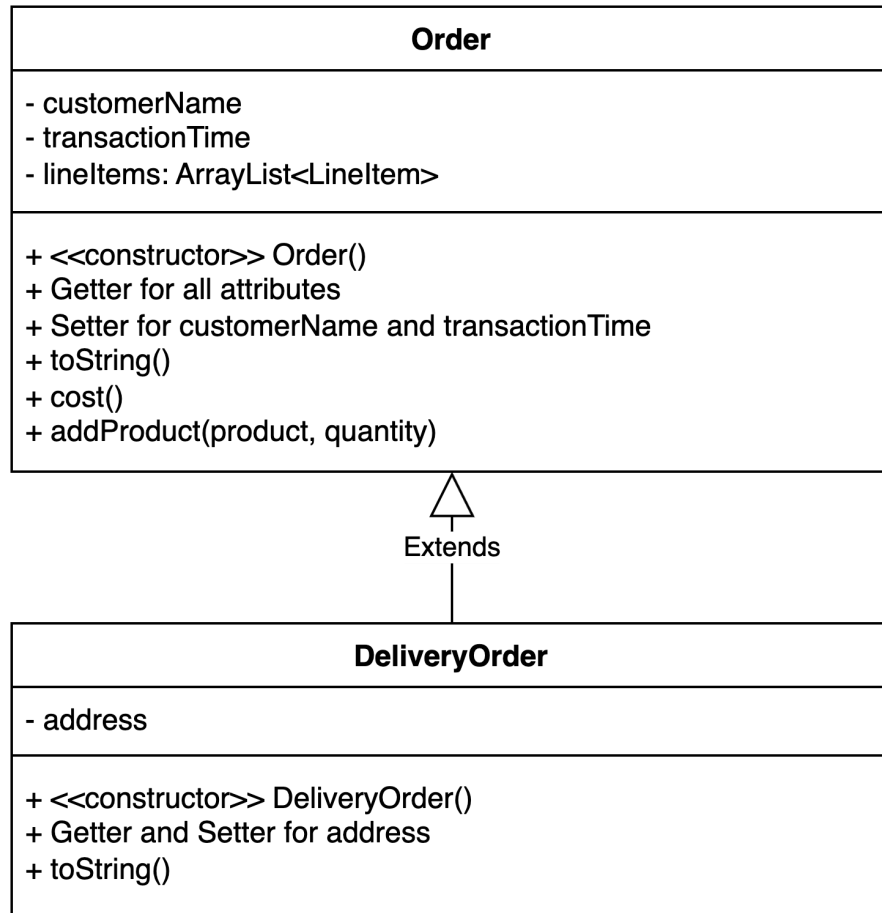 Order
- customerName
- transactionTime
- lineItems: ArrayList<LineItem>
+ <<constructor>> Order()
+ Getter for all attributes
+ Setter for customerName and transactionTime
+ toString()
+ cost()
+ addProduct(product, quantity)
Extends
DeliveryOrder
- address
+ <<constructor>> DeliveryOrder()
+ Getter and Setter for address
+ toString()